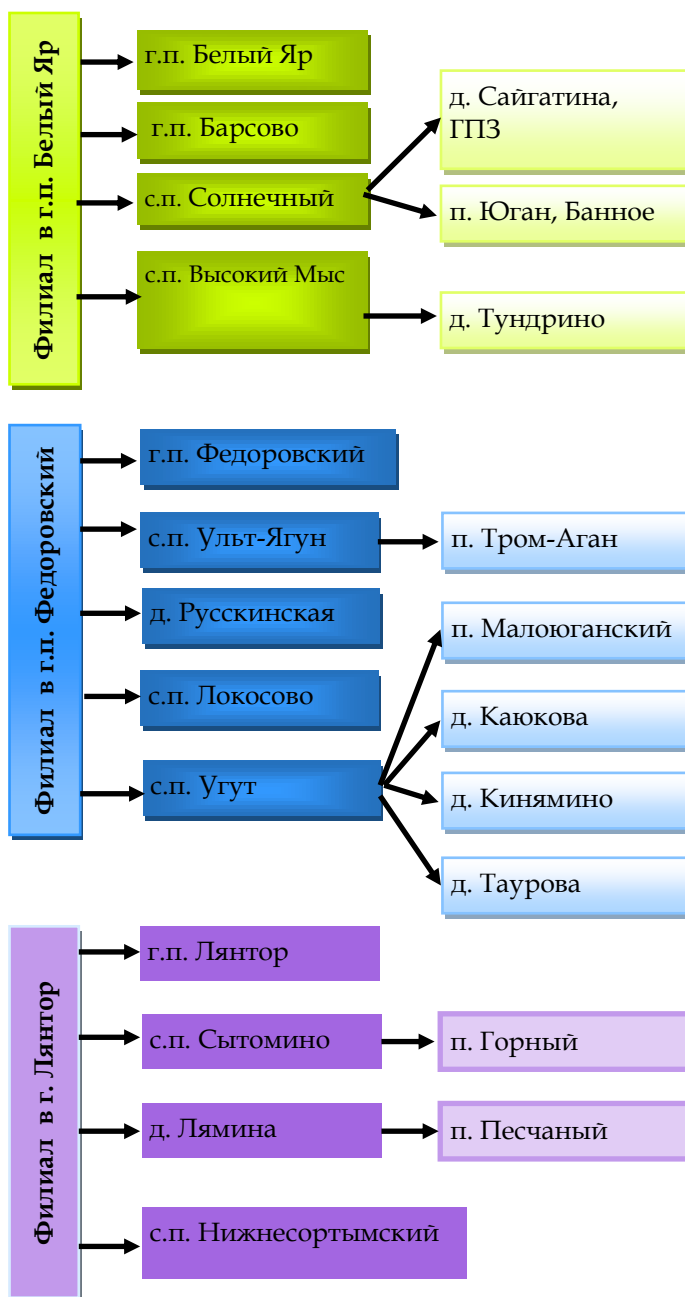 Филиал в г.п. Белый Яр
г.п. Белый Яр
г.п. Барсово
с.п. Солнечный
д. Сайгатина,
ГПЗ
п. Юган, Банное
с.п. Высокий Мыс
д. Тундрино
Филиал в г.п. Федоровский
г.п. Федоровский
с.п. Ульт-Ягун
п. Тром-Аган
д. Русскинская
с.п. Локосово
с.п. Угут
п. Малоюганский
д. Каюкова
д. Кинямино
д. Таурова
Филиал в г. Лянтор
г.п. Лянтор
с.п. Сытомино
п. Горный
д. Лямина
п. Песчаный
с.п. Нижнесортымский